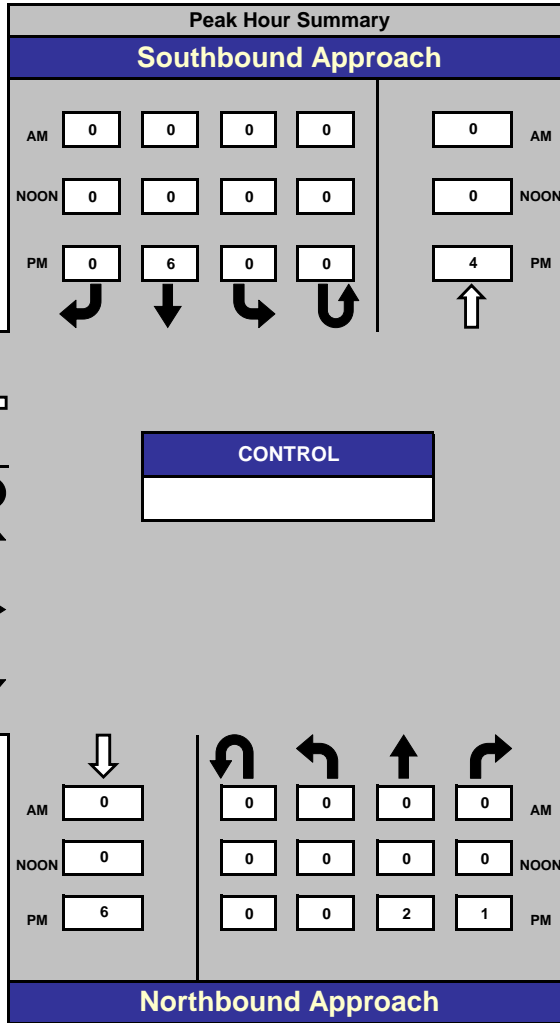 Peak Hour Summary
Southbound Approach
AM 0 0 0 0 0 AM
NOON 0 0 0 0 0 NOON
PM 0 6 0 0 4 PM
CONTROL
AM 0 0 0 0 0 AM
NOON 0 0 0 0 0 NOON
PM 6 0 0 2 1 PM
Northbound Approach